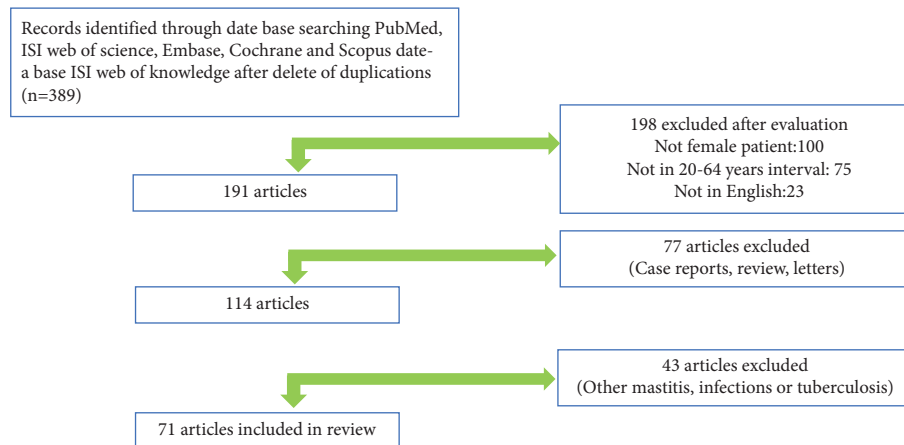 Records identified through date base searching PubMed,
ISI web of science, Embase, Cochrane and Scopus date-
a base ISI web of knowledge after delete of duplications
(n=389)
198 excluded after evaluation
Not female patient:100
Not in 20-64 years interval: 75
Not in English:23
191 articles
77 articles excluded
(Case reports, review, letters)
114 articles
43 articles excluded
(Other mastitis, infections or tuberculosis)
71 articles included in review